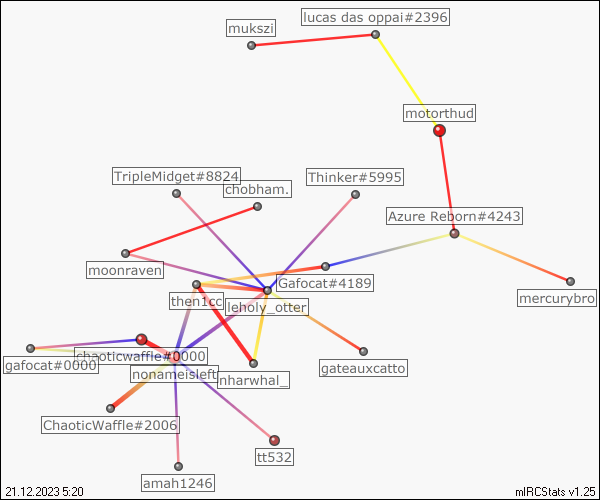 lucas das oppai#2396
mukszi
motorthud
TripleMidget#8824
Thinker#5995
chobham.
Azure Reborn#4243
moonraven
Gafocat#4189
then1cc
leholy_otter
mercurybro
chaoticwaffle#0000
gafocat#0000
gateauxcatto
nonameisleft
nharwhal_
ChaoticWaffle#2006
tt532
amah1246
21.12.2023 5:20
mIRCStats v1.25